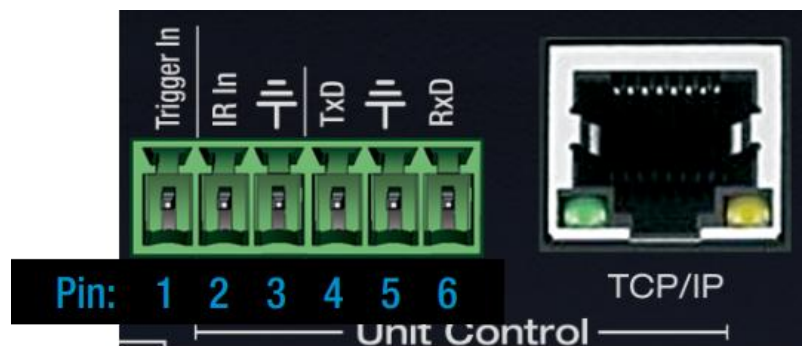 Trigger In
IR In
TxD
RxD
Pin: 1 2 3 4 5 6
TCP/IP
Unit Control